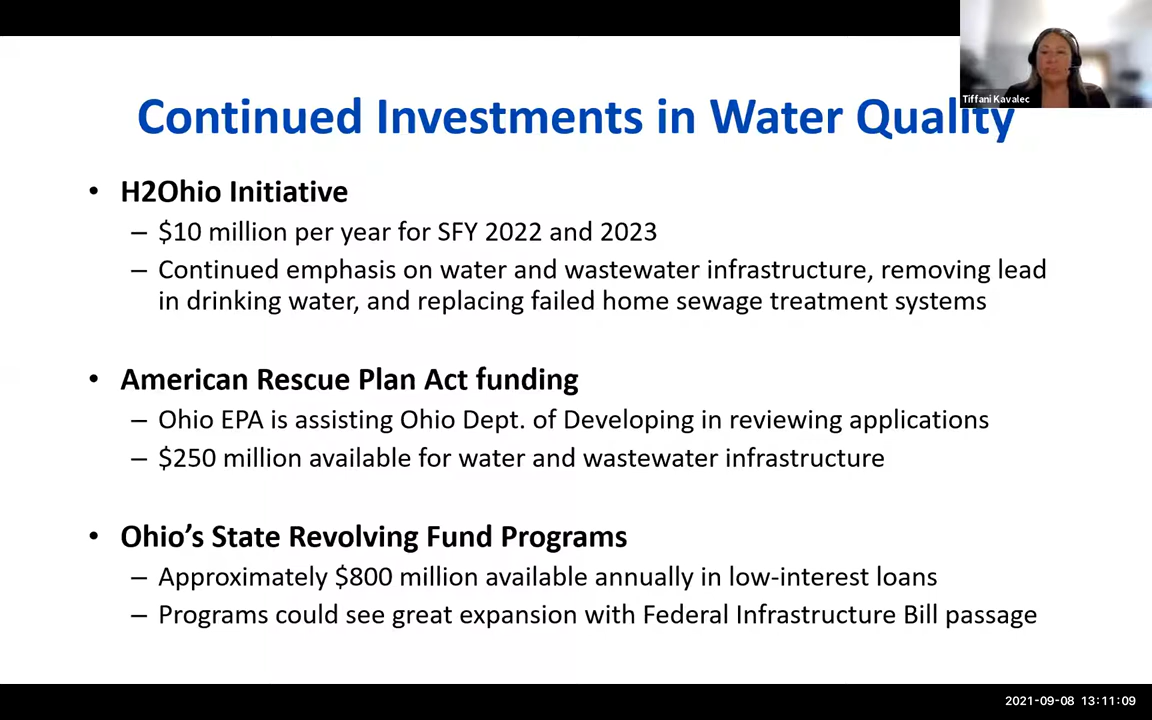 Tiffani Kavalec
Continued Investments in Water Quality
• H2Ohio Initiative
– $10 million per year for SFY 2022 and 2023
– Continued emphasis on water and wastewater infrastructure, removing lead
in drinking water, and replacing failed home sewage treatment systems
• American Rescue Plan Act funding
– Ohio EPA is assisting Ohio Dept. of Developing in reviewing applications
– $250 million available for water and wastewater infrastructure
• Ohio’s State Revolving Fund Programs
– Approximately $800 million available annually in low-interest loans
– Programs could see great expansion with Federal Infrastructure Bill passage
2021-09-08 13:11:09